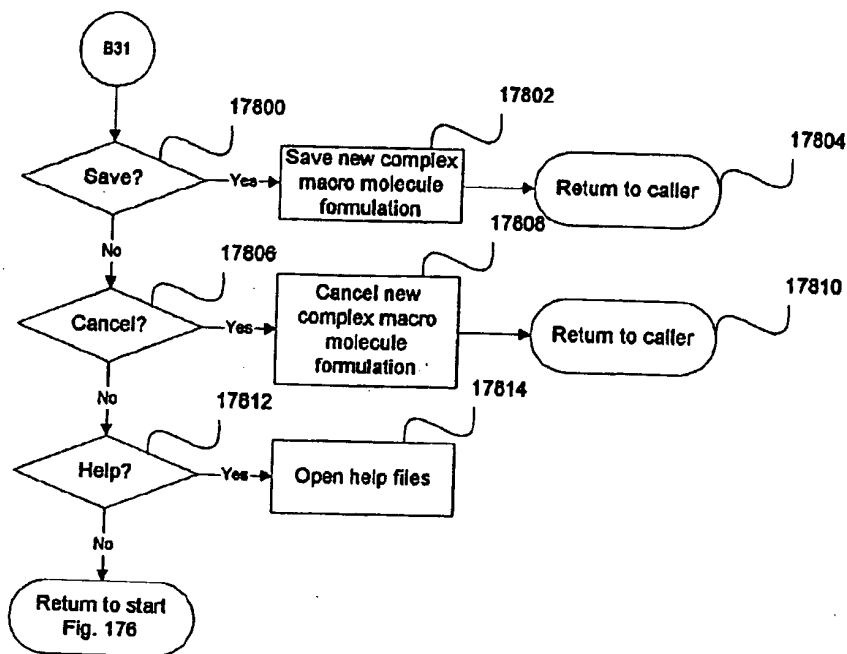 B31
17800
17802
17804
Save?
Yes
Save new complex
macro molecule
formulation
Return to caller
No
17806
17808
17810
Cancel?
Yes
Cancel new
complex macro
molecule
formulation
Return to caller
No
17812
17814
Help?
Yes
Open help files
No
Return to start
Fig. 176